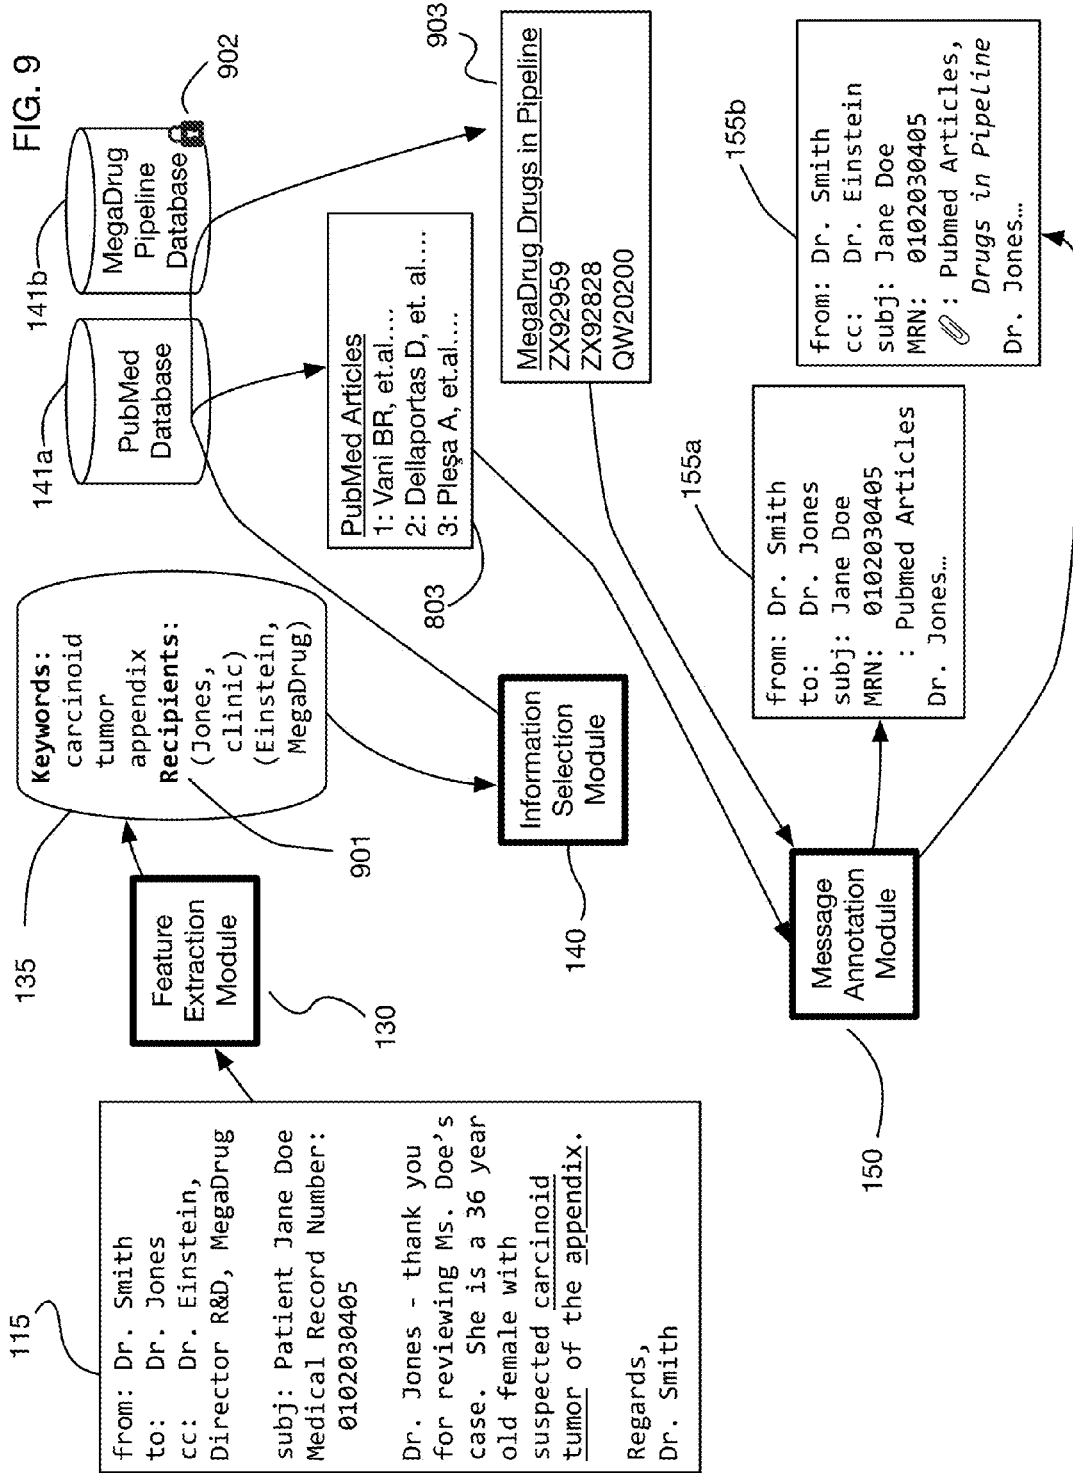 FIG. 9
115
from: Dr. Smith
to: Dr. Jones
cc: Dr. Einstein,
Director R&D, MegaDrug
subj: Patient Jane Doe
Medical Record Number:
0102030405
Dr. Jones - thank you
for reviewing Ms. Doe's
case. She is a 36 year
old female with
suspected carcinoid
tumor of the appendix.
Regards,
Dr. Smith
Feature
Extraction
Module
130
135
Keywords:
carcinoid
tumor
appendix
Recipients:
(Jones,
clinic)
(Einstein,
MegaDrug)
901
Information
Selection
Module
140
141a
PubMed
Database
141b
MegaDrug
Pipeline
Database
902
PubMed Articles
1: Vani BR, et.al....
2: Dellaportas D, et. al....
3: Pleşa A, et.al....
803
MegaDrug Drugs in Pipeline
ZX92959
ZX92828
QW20200
903
Message
Annotation
Module
150
155a
from: Dr. Smith
to: Dr. Jones
subj: Jane Doe
MRN: 0102030405
: Pubmed Articles
Dr. Jones…
155b
from: Dr. Smith
cc: Dr. Einstein
subj: Jane Doe
MRN: 0102030405
: Pubmed Articles,
Drugs in Pipeline
Dr. Jones…